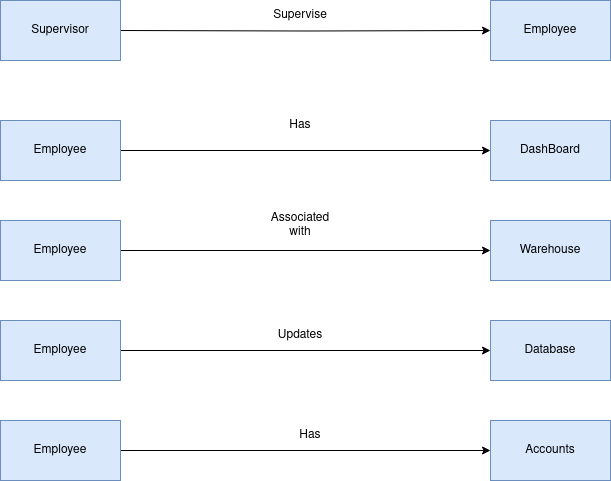 Supervise
Supervisor
Employee
Has
Employee
DashBoard
Associated
with
Employee
Warehouse
Updates
Employee
Database
Has
Employee
Accounts